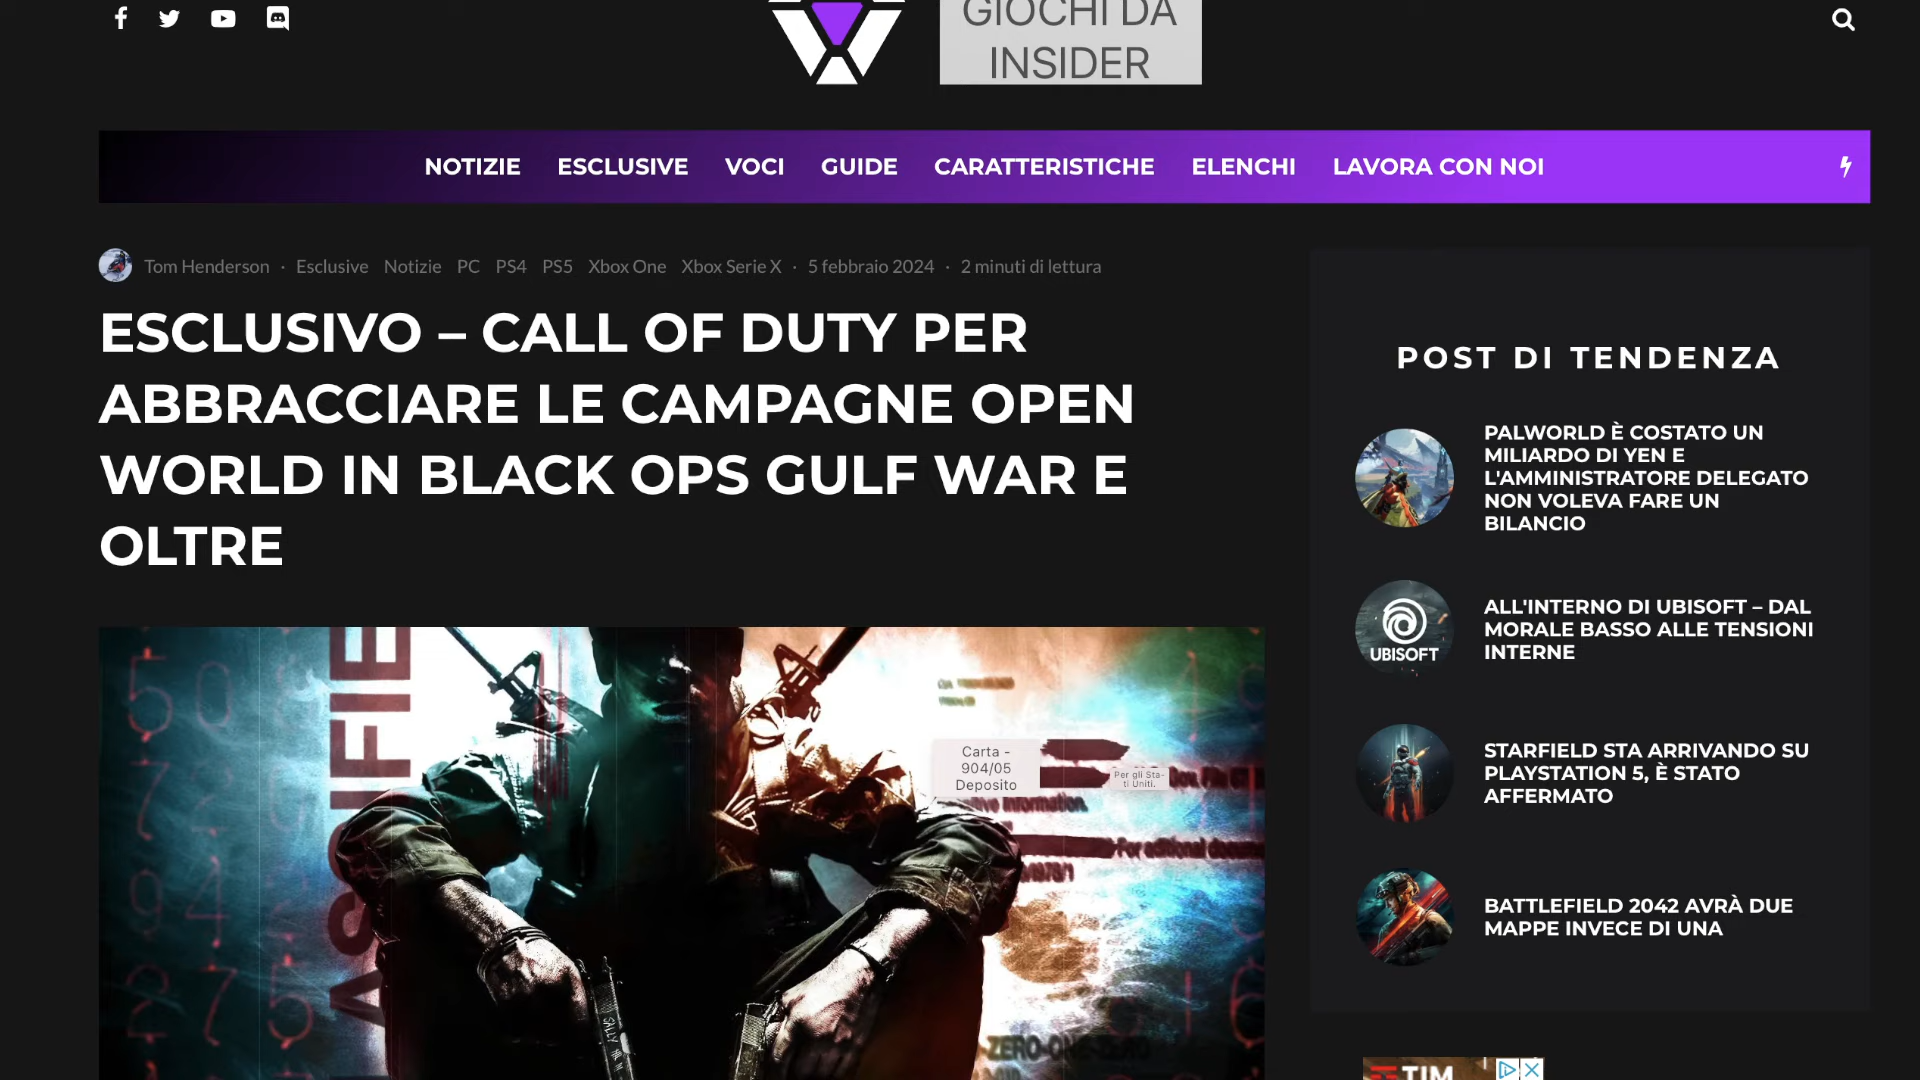 GIOCHI DA
INSIDER
NOTIZIE ESCLUSIVE VOCI GUIDE CARATTERISTICHE ELENCHI LAVORA CON NOI
Tom Henderson · Esclusive Notizie PC PS4 PS5 Xbox One Xbox Serie X · 5 febbraio 2024 · 2 minuti di lettura
ESCLUSIVO – CALL OF DUTY PER
ABBRACCIARE LE CAMPAGNE OPEN
WORLD IN BLACK OPS GULF WAR E
OLTRE
ASSIFIE
Carta -
904/05
Deposito
Per gli Sta-
ti Uniti.
Information.
ZERO-ONE-ZERO
POST DI TENDENZA
PALWORLD È COSTATO UN
MILIARDO DI YEN E
L'AMMINISTRATORE DELEGATO
NON VOLEVA FARE UN
BILANCIO
UBISOFT
ALL'INTERNO DI UBISOFT – DAL
MORALE BASSO ALLE TENSIONI
INTERNE
STARFIELD STA ARRIVANDO SU
PLAYSTATION 5, È STATO
AFFERMATO
BATTLEFIELD 2042 AVRÀ DUE
MAPPE INVECE DI UNA
TIM